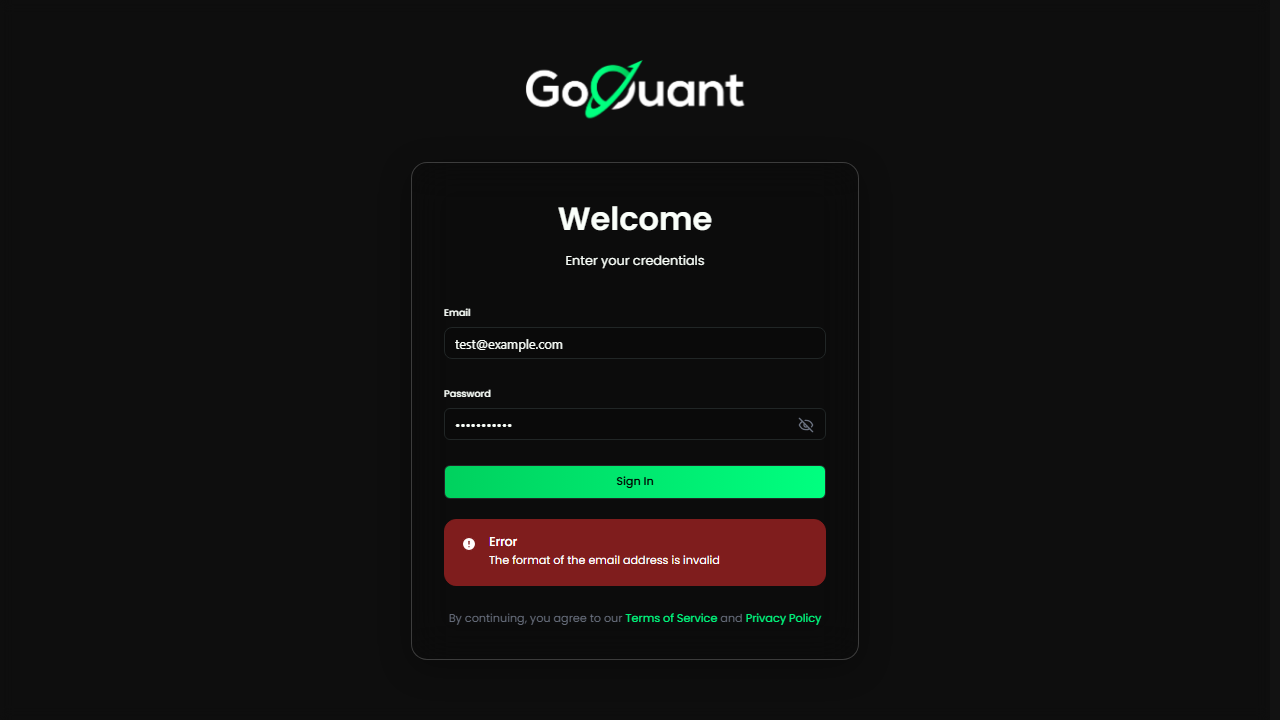 GoQuant
Welcome
Enter your credentials
Email
test@example.com
Password
•••••••••••
Sign In
Error
The format of the email address is invalid
By continuing, you agree to our Terms of Service and Privacy Policy